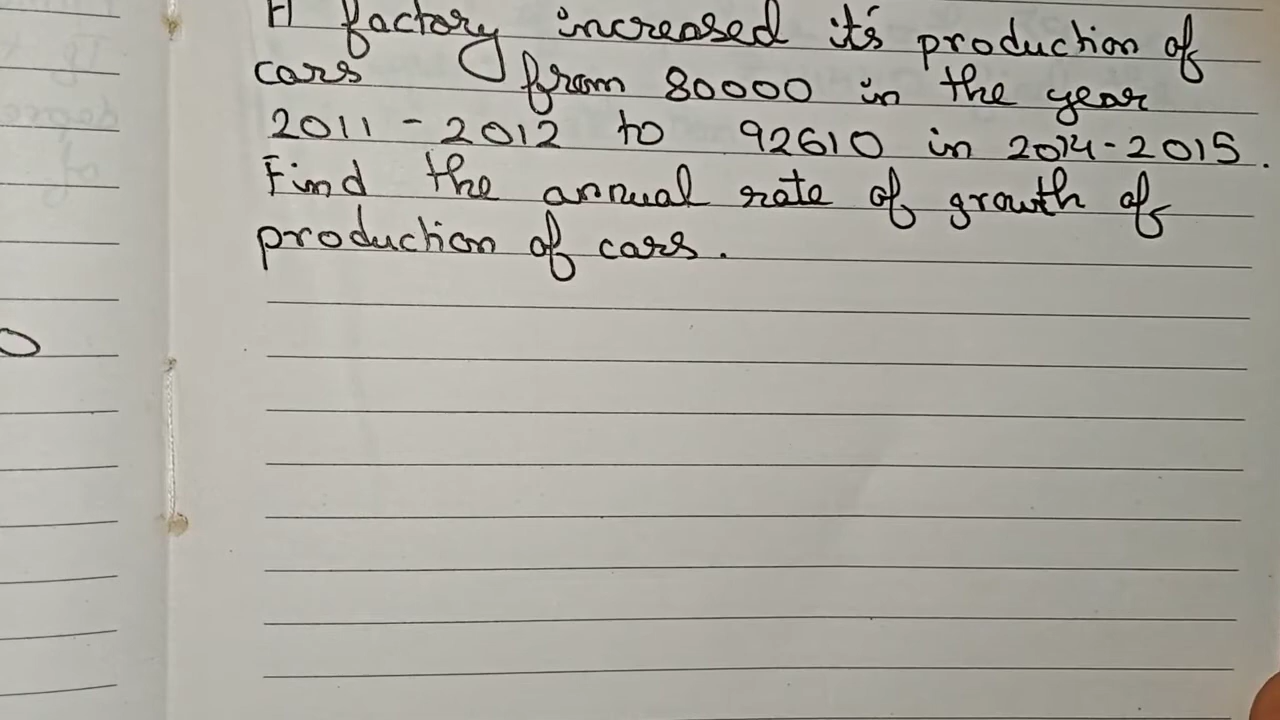 A factory increased it's production of
cars from 80000 in the year
2011-2012 to 92610 in 2014-2015.
Find the annual rate of growth of
production of cars.